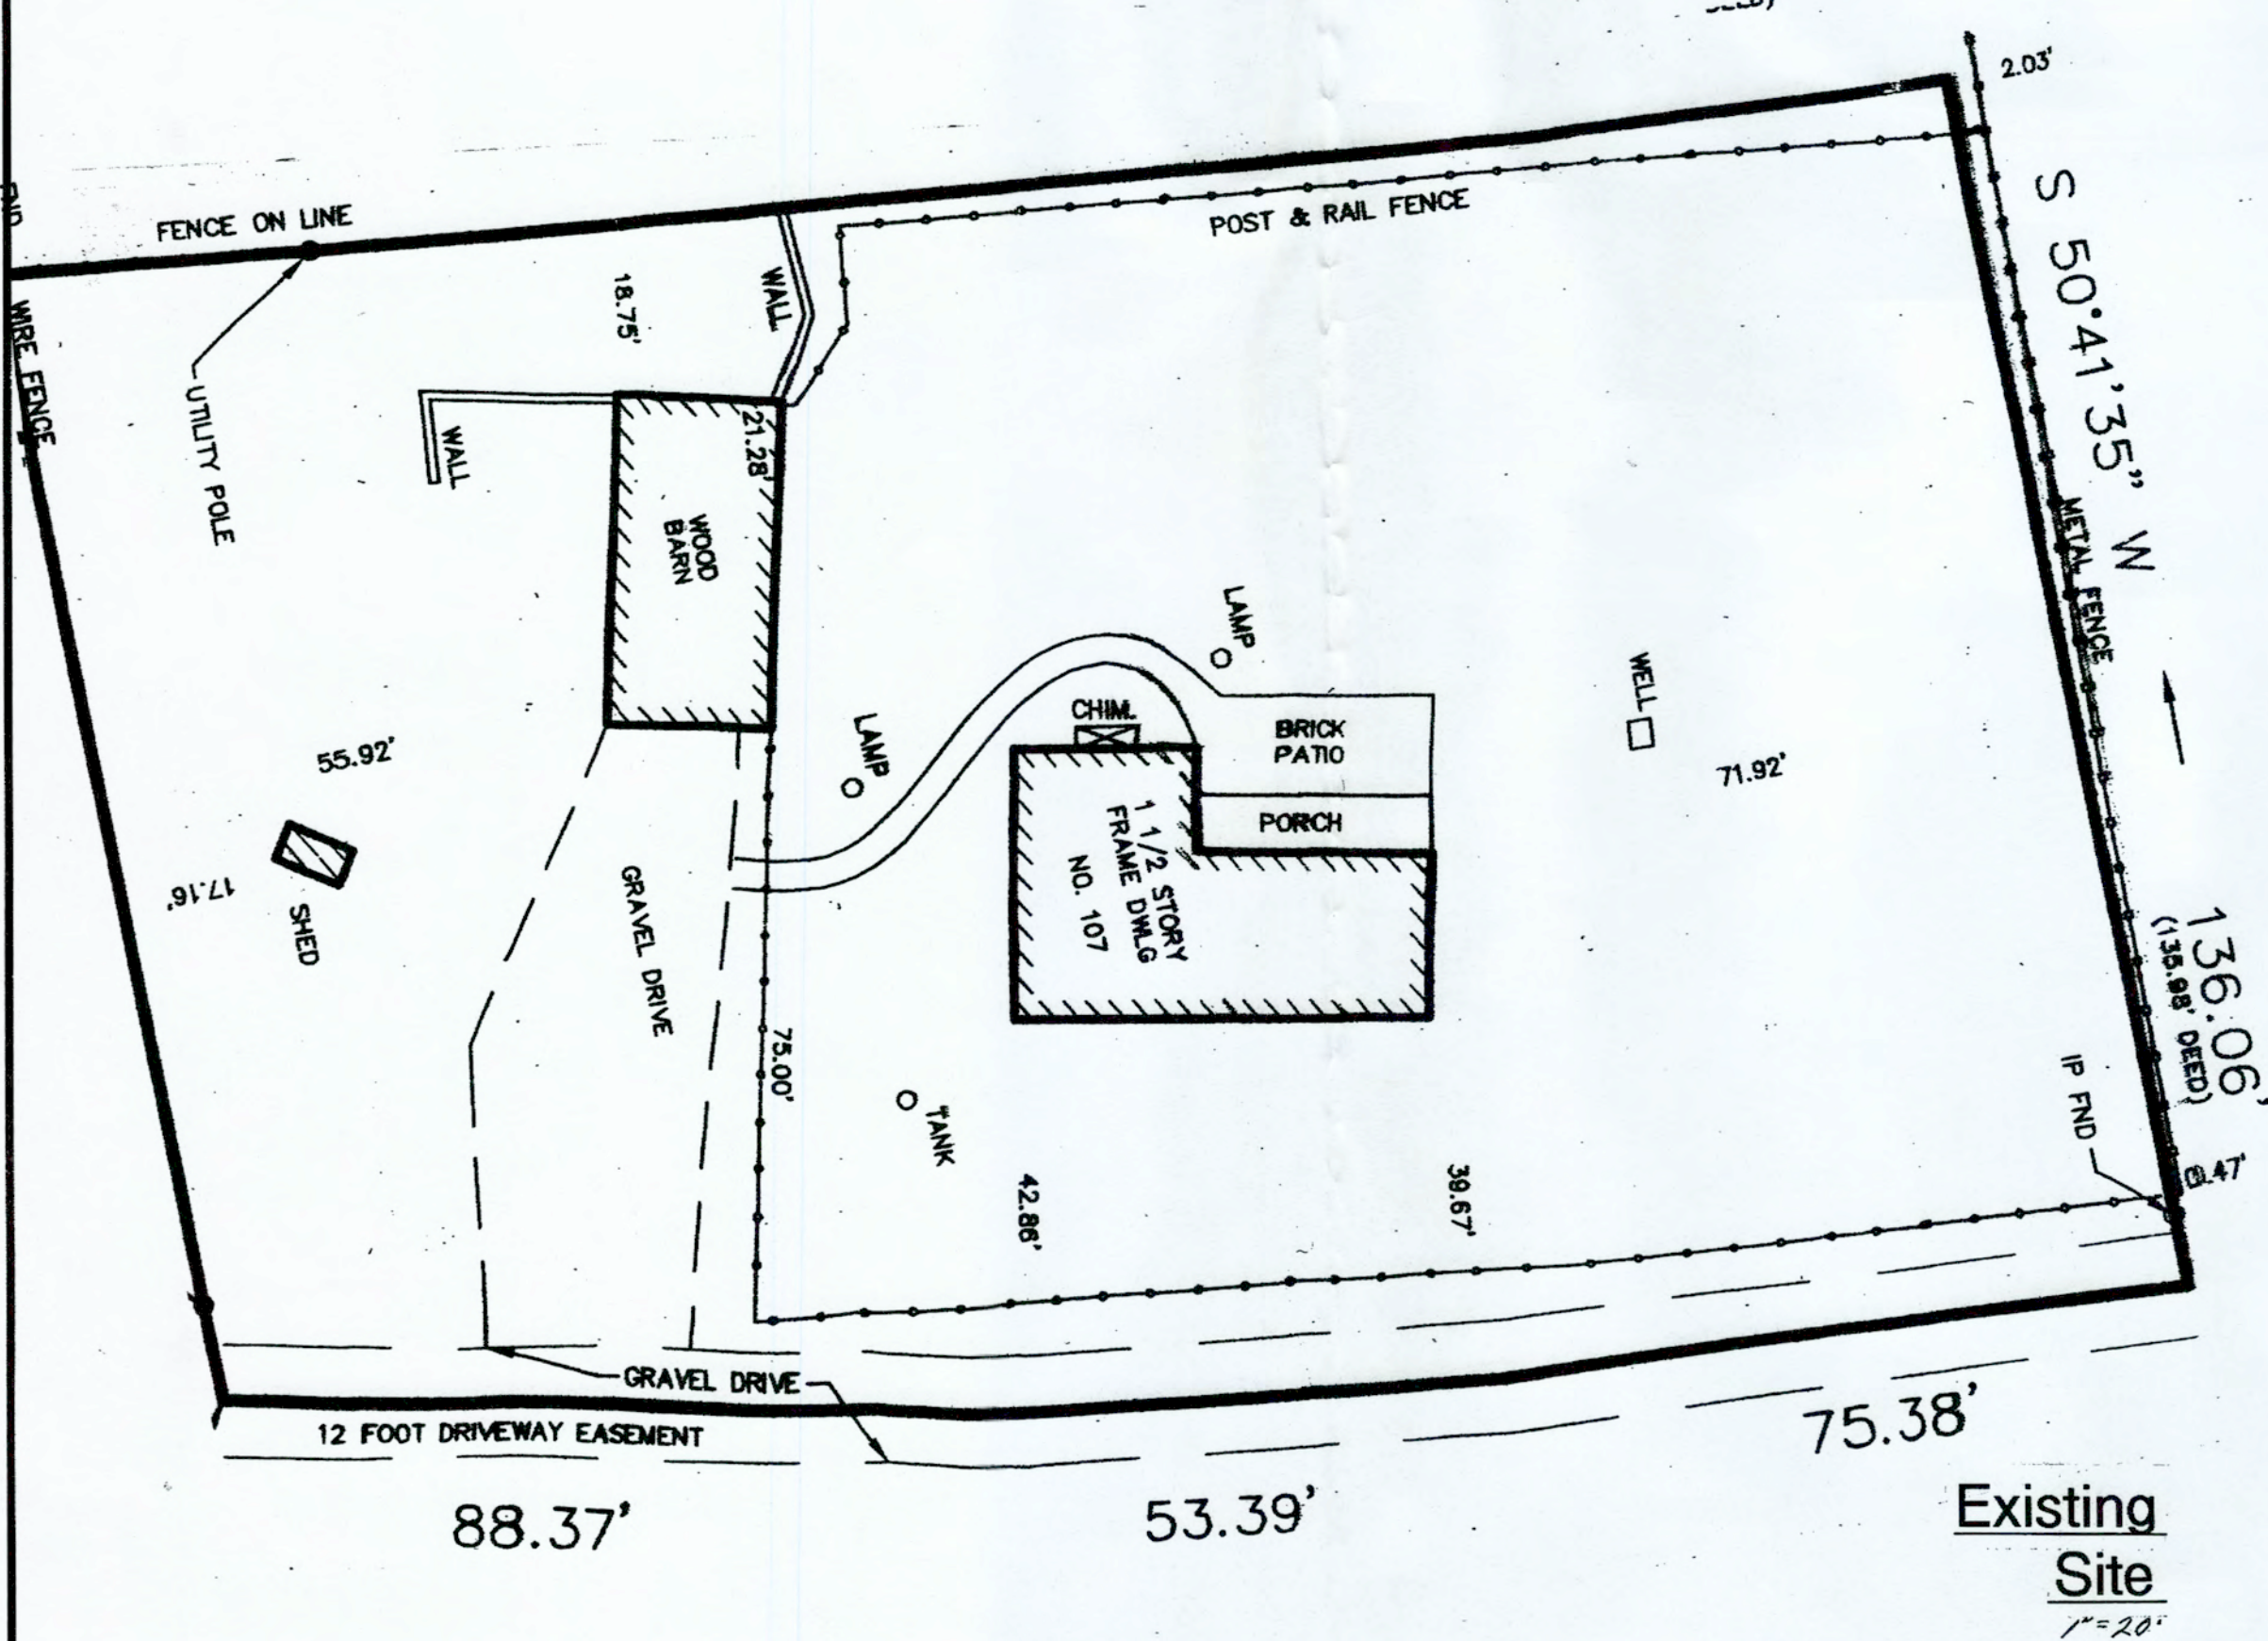 2.03'
S 50°41'35" W
FENCE ON LINE
POST & RAIL FENCE
WIRE FENCE
UTILITY POLE
18.75'
WALL
WALL
21.28'
WOOD
BARN
METAL FENCE
LAMP
LAMP
CHIM.
BRICK
PATIO
PORCH
WELL
71.92'
55.92'
17.16'
SHED
GRAVEL DRIVE
1 1/2 STORY
FRAME DWLG
NO. 107
75.00'
TANK
42.86'
39.67'
136.06'
(135.98' DEED)
IP FND
GRAVEL DRIVE
12 FOOT DRIVEWAY EASEMENT
88.37'
53.39'
75.38'
Existing
Site
1"=20'